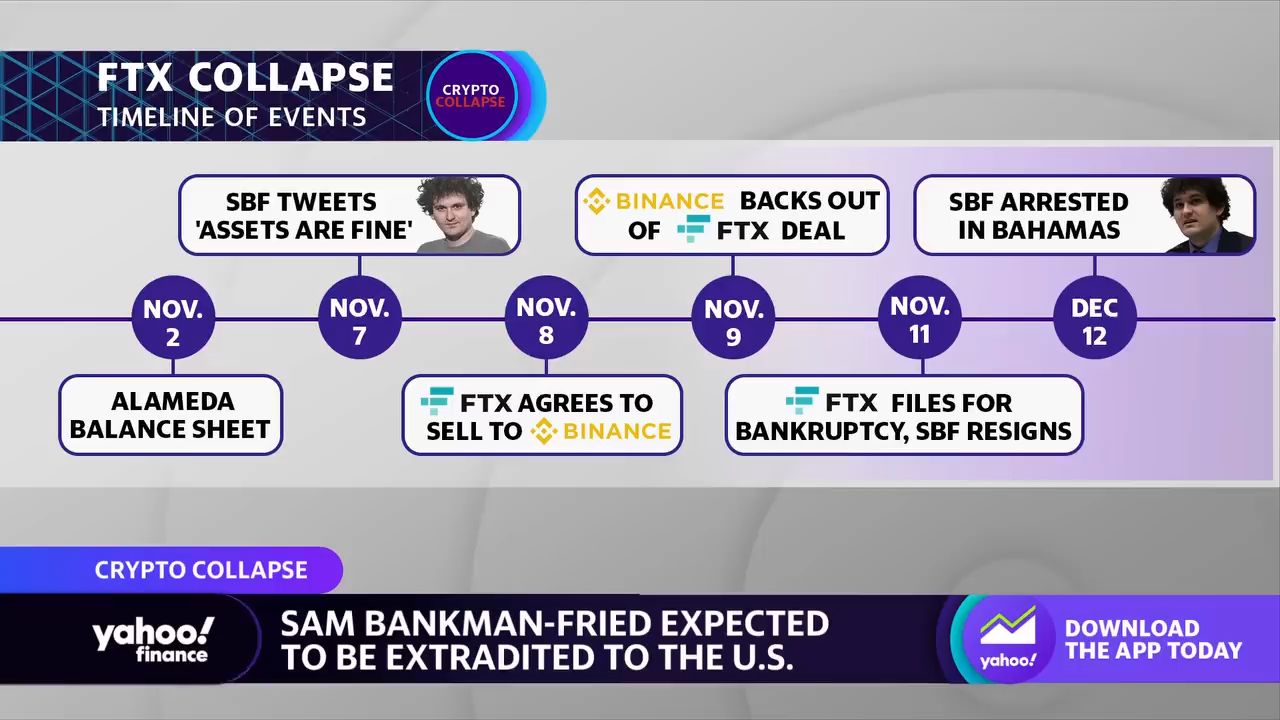 FTX COLLAPSE
TIMELINE OF EVENTS
CRYPTO
COLLAPSE
SBF TWEETS
'ASSETS ARE FINE'
BINANCE BACKS OUT
OF FTX DEAL
SBF ARRESTED
IN BAHAMAS
NOV.
2
NOV.
7
NOV.
8
NOV.
9
NOV.
11
DEC
12
ALAMEDA
BALANCE SHEET
FTX AGREES TO
SELL TO BINANCE
FTX FILES FOR
BANKRUPTCY, SBF RESIGNS
CRYPTO COLLAPSE
yahoo!
finance
SAM BANKMAN-FRIED EXPECTED
TO BE EXTRADITED TO THE U.S.
yahoo!
DOWNLOAD
THE APP TODAY